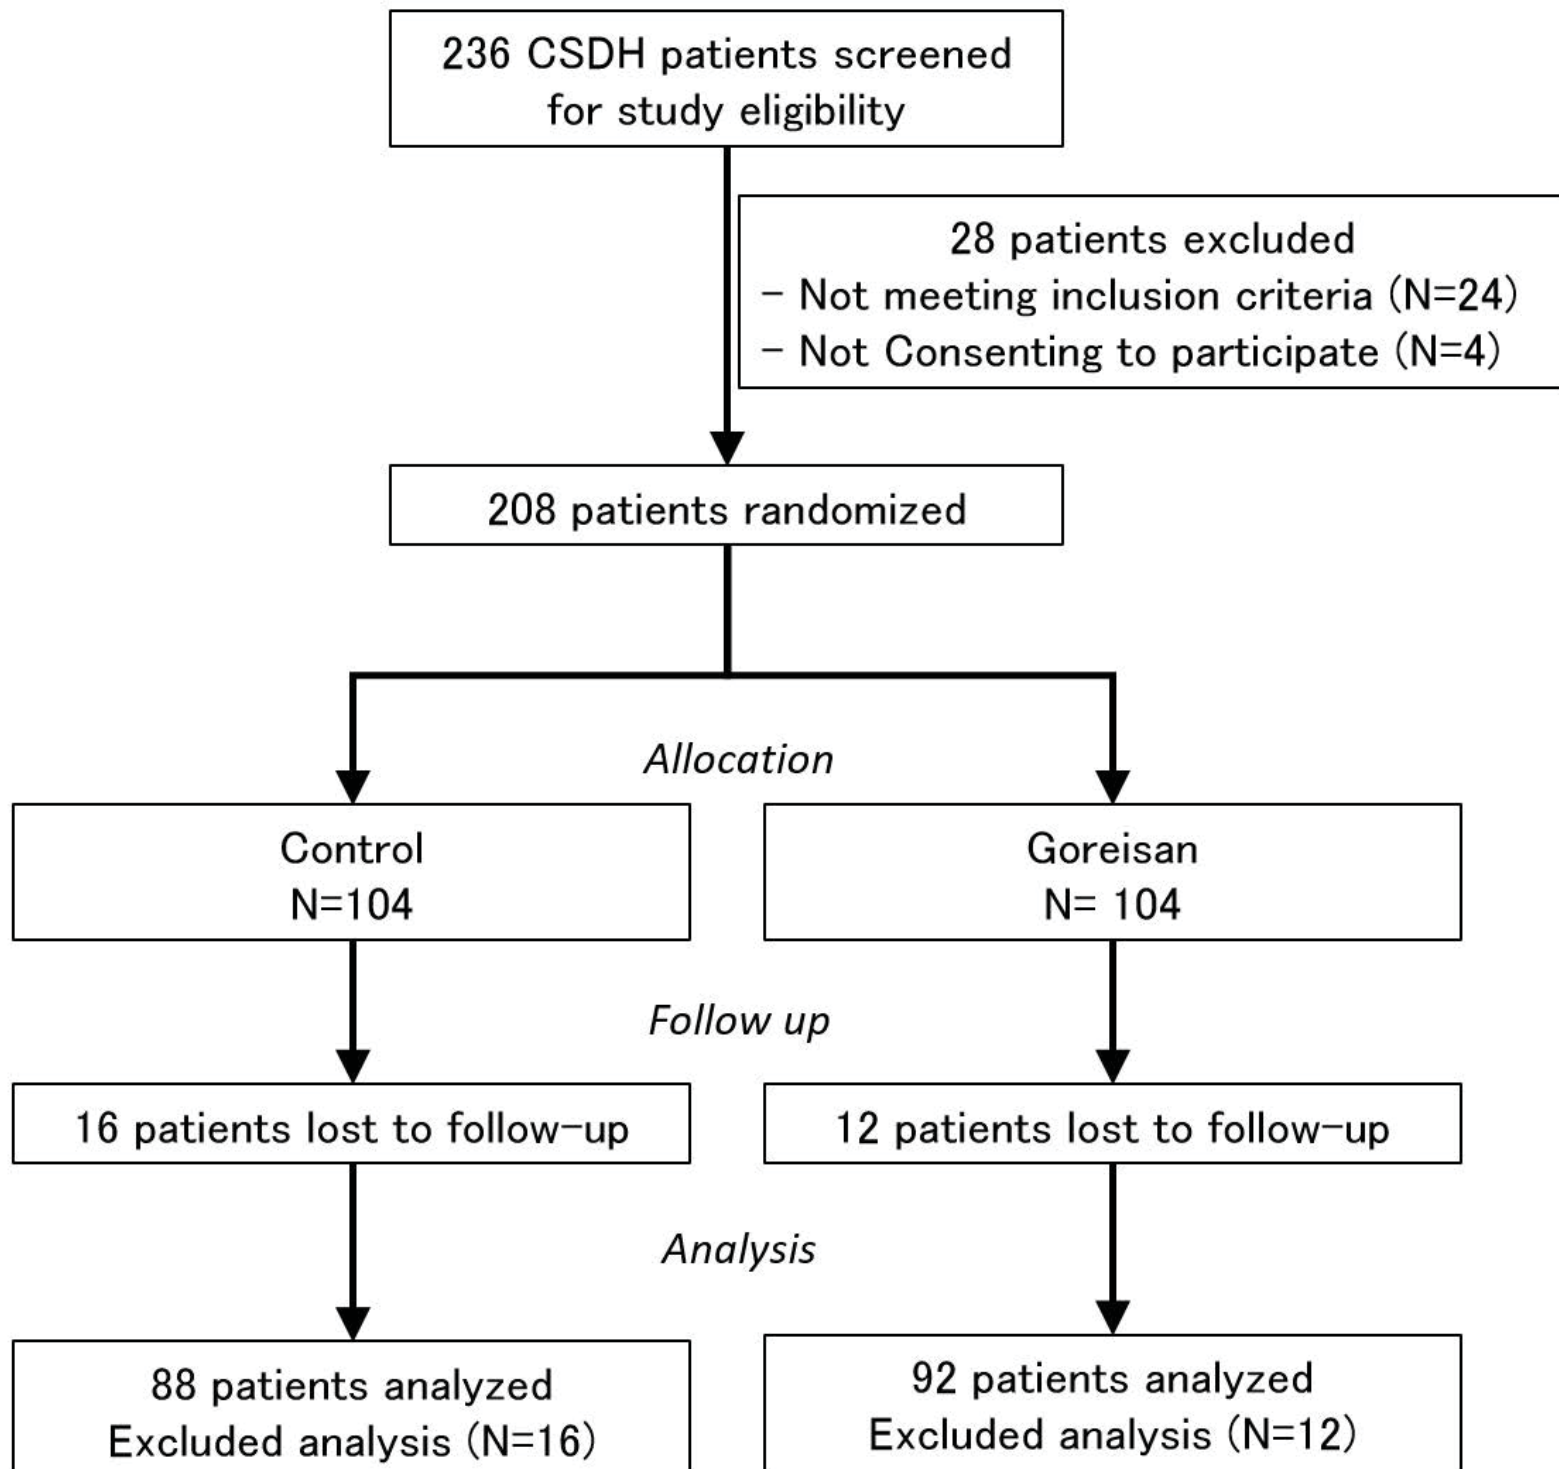 236 CSDH patients screened
for study eligibility
28 patients excluded
- Not meeting inclusion criteria (N=24)
- Not Consenting to participate (N=4)
208 patients randomized
Allocation
Control
N=104
Goreisan
N= 104
Follow up
16 patients lost to follow-up
12 patients lost to follow-up
Analysis
88 patients analyzed
Excluded analysis (N=16)
92 patients analyzed
Excluded analysis (N=12)